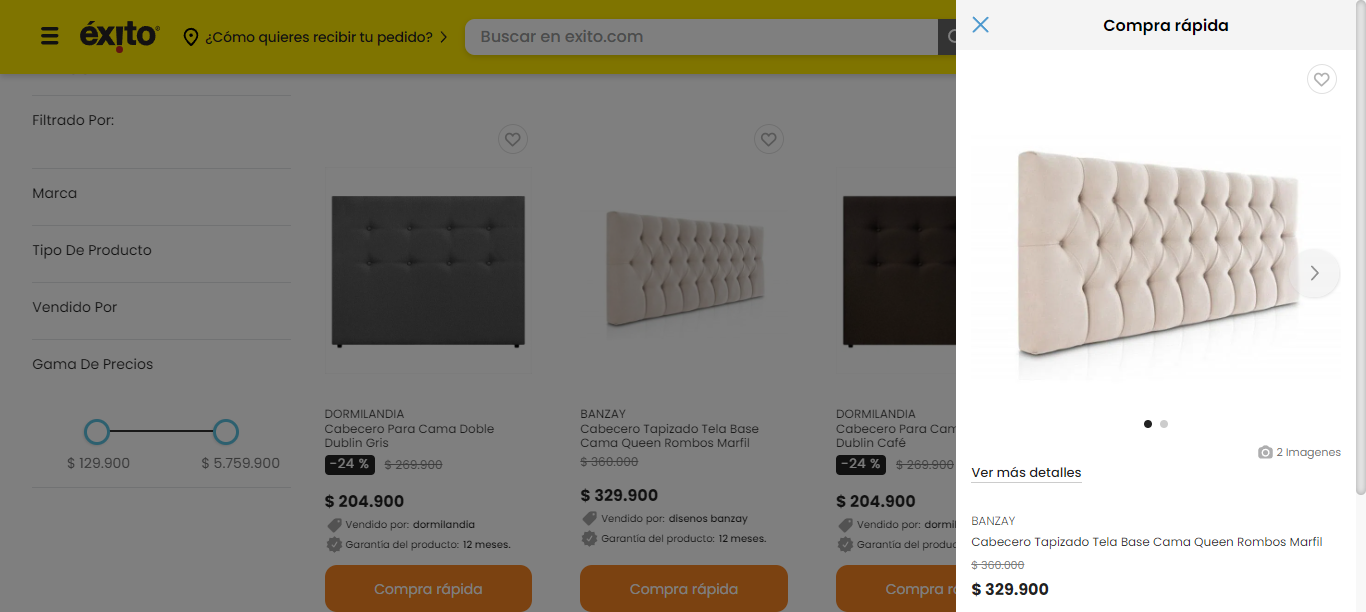 éxito
¿Cómo quieres recibir tu pedido?
Buscar en exito.com
Filtrado Por:
Marca
Tipo De Producto
Vendido Por
Gama De Precios
$ 129.900
$ 5.759.900
DORMILANDIA
Cabecero Para Cama Doble
Dublin Gris
-24 %
$ 269.900
$ 204.900
Vendido por: dormilandia
Garantía del producto: 12 meses.
Compra rápida
BANZAY
Cabecero Tapizado Tela Base
Cama Queen Rombos Marfil
$ 360.000
$ 329.900
Vendido por: disenos banzay
Garantía del producto: 12 meses.
Compra rápida
DORMILANDIA
Cabecero Para Cam
Dublin Café
-24 %
$ 269.900
$ 204.900
Vendido por: dormil
Garantía del produc
Compra r
Compra rápida
2 Imagenes
Ver más detalles
BANZAY
Cabecero Tapizado Tela Base Cama Queen Rombos Marfil
$ 360.000
$ 329.900